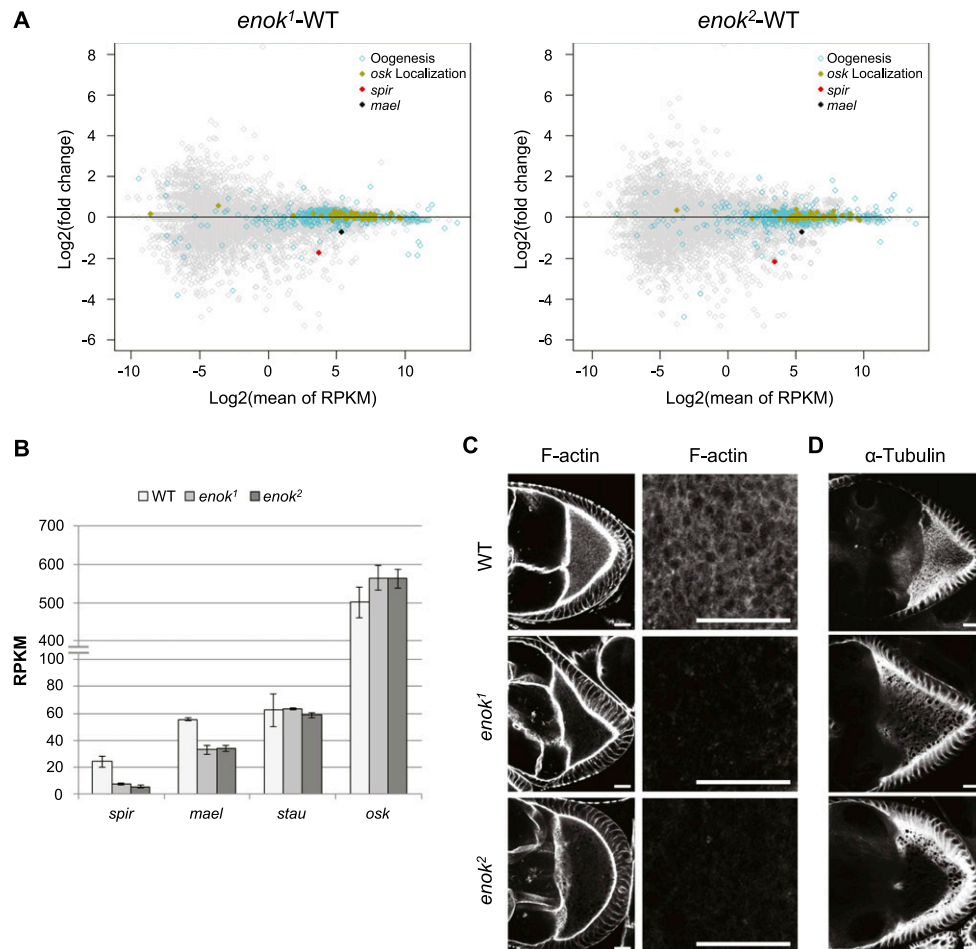 A
enok¹-WT
enok²-WT
Oogenesis
osk Localization
spir
mael
Oogenesis
osk Localization
spir
mael
Log2(fold change)
8
6
4
2
0
-2
-4
-6
-10 -5 0 5 10
Log2(mean of RPKM)
Log2(fold change)
8
6
4
2
0
-2
-4
-6
-10 -5 0 5 10
Log2(mean of RPKM)
B
WT enok¹ enok²
RPKM
700
600
500
400
100
80
60
40
20
0
spir mael stau osk
C
F-actin F-actin
D
α-Tubulin
WT
enok¹
enok²